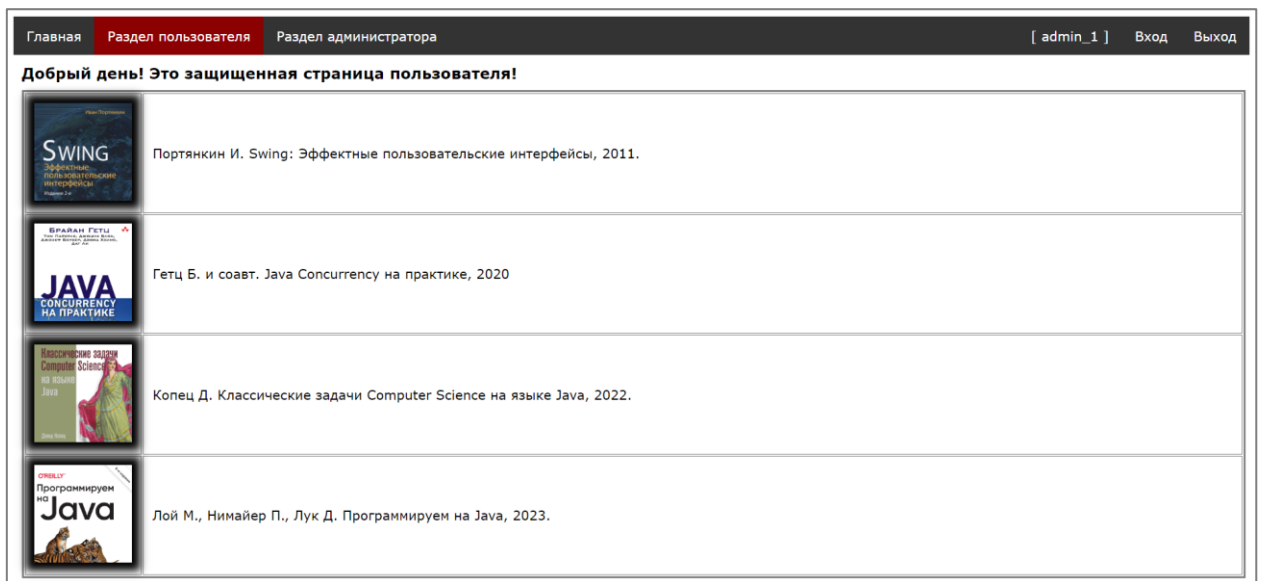 Главная Раздел пользователя Раздел администратора [ admin_1 ] Вход Выход
Добрый день! Это защищенная страница пользователя!
Иван Портянкин
SWING
Эффектные
пользовательские
интерфейсы
Издание 2-е
Портянкин И. Swing: Эффектные пользовательские интерфейсы, 2011.
БРАЙАН ГЕТЦ
JAVA
CONCURRENCY
НА ПРАКТИКЕ
Гетц Б. и соавт. Java Concurrency на практике, 2020
Классические задачи
Computer Science
на языке
Java
Копец Д. Классические задачи Computer Science на языке Java, 2022.
O'REILLY
Программируем
на
Java
Лой М., Нимайер П., Лук Д. Программируем на Java, 2023.